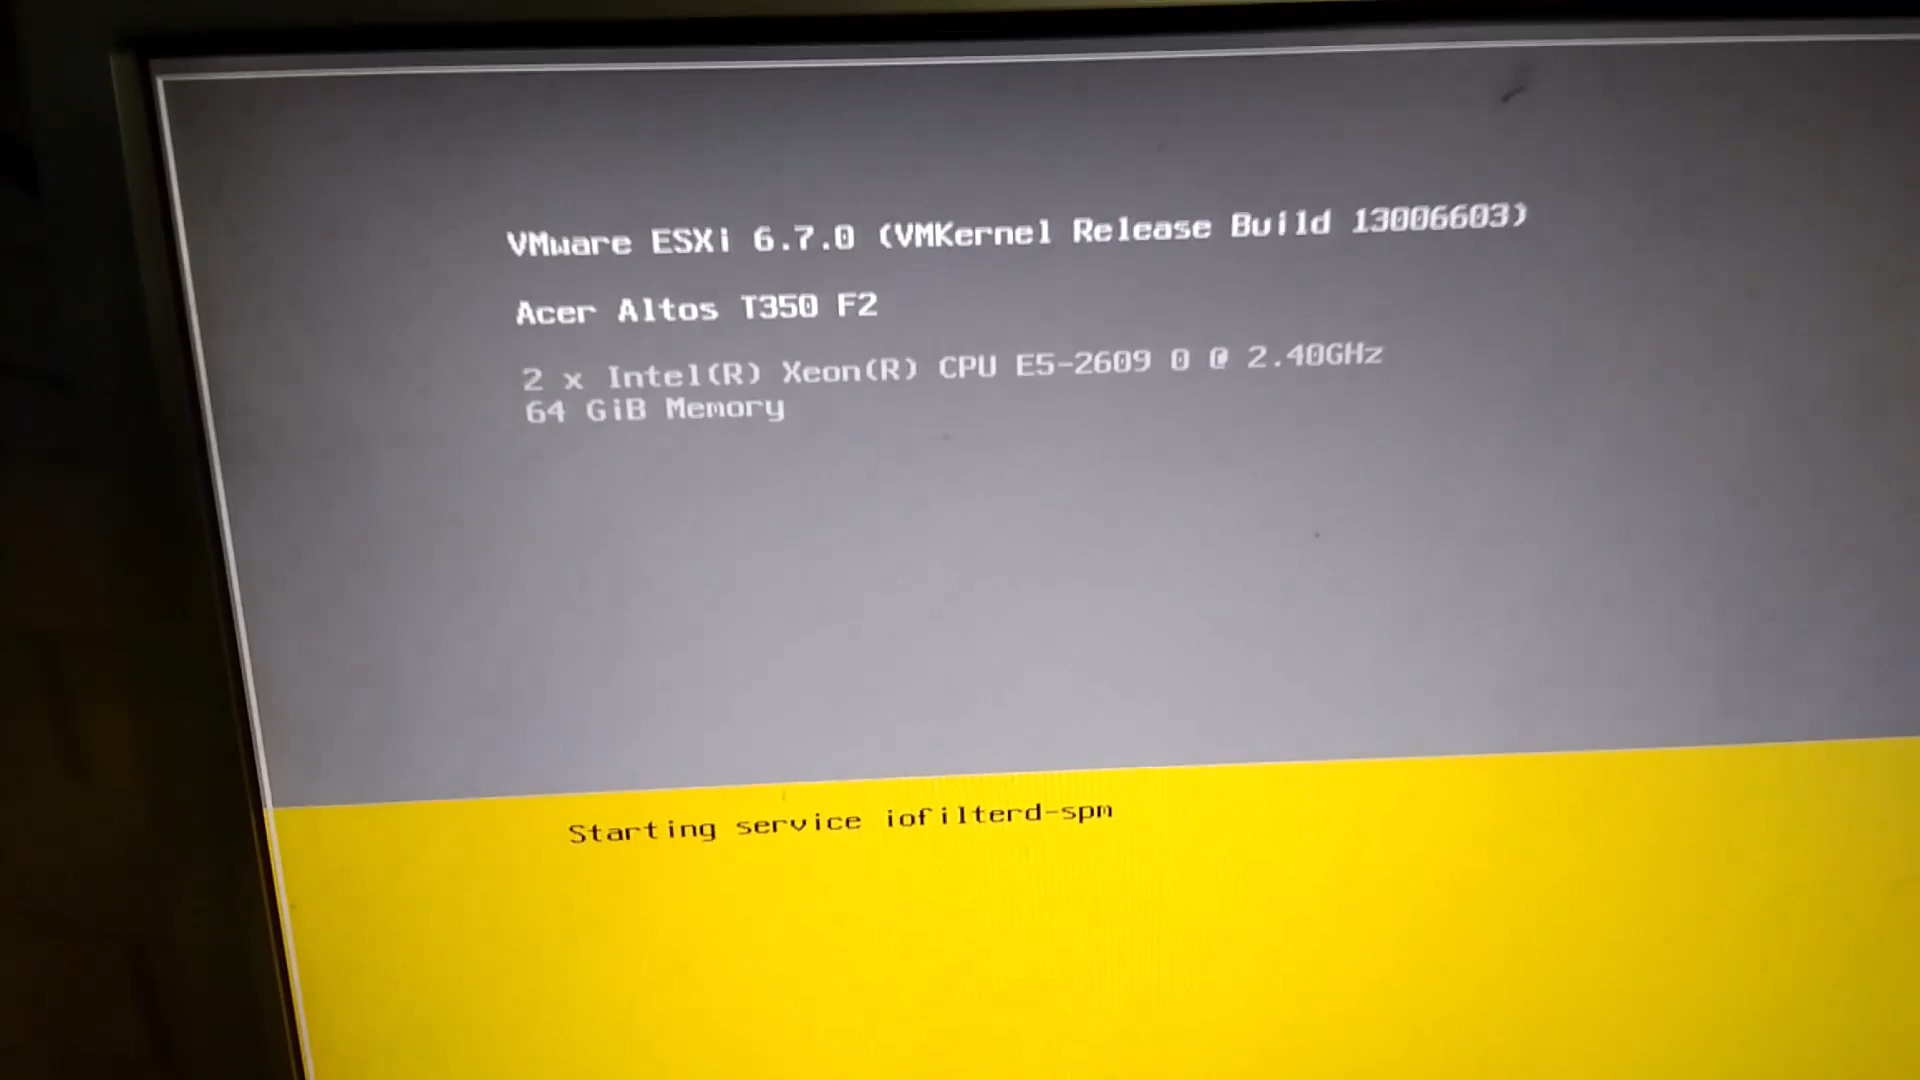 VMware ESXi 6.7.0 (VMKernel Release Build 13006603)
Acer Altos T350 F2
2 x Intel(R) Xeon(R) CPU E5-2609 0 @ 2.40GHz
64 GiB Memory
Starting service iofilterd-spm